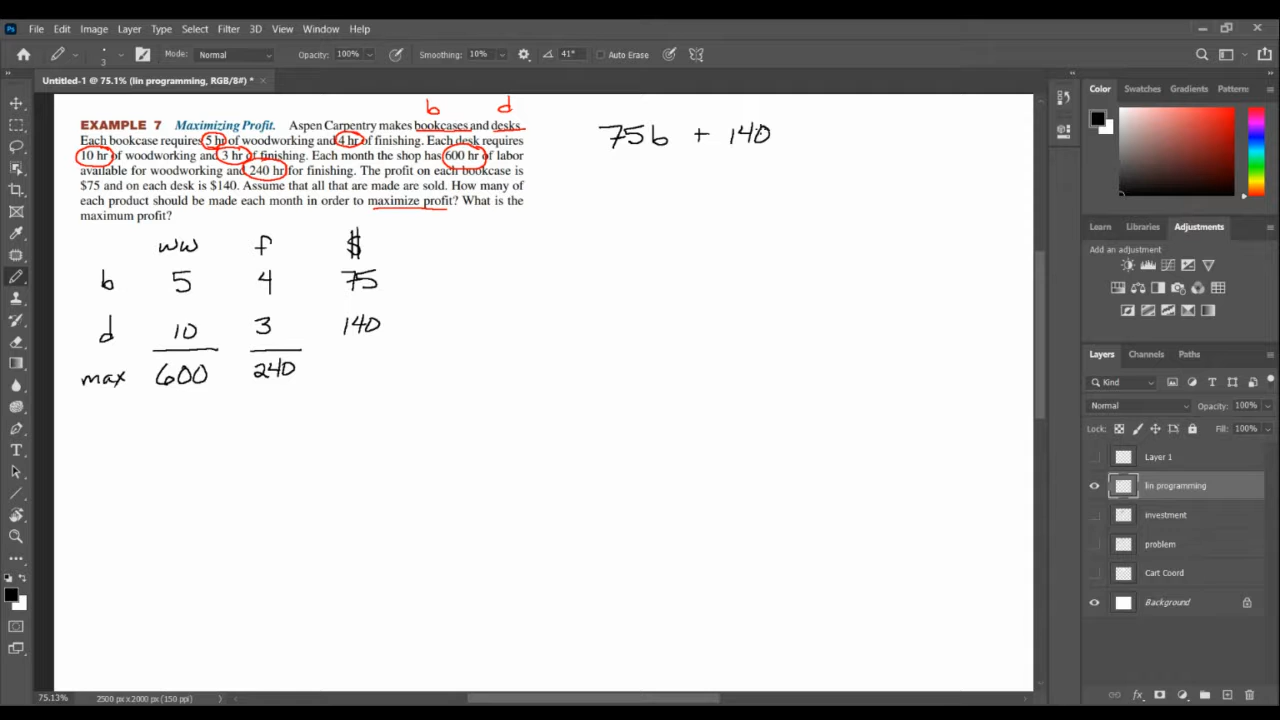 File Edit Image Layer Type Select Filter 3D View Window Help
3 Mode: Normal Opacity: 100% Smoothing: 10% 41° Auto Erase
Untitled-1 @ 75.1% (lin programming, RGB/8#) *
b d
EXAMPLE 7 Maximizing Profit. Aspen Carpentry makes bookcases and desks.
Each bookcase requires 5 hr of woodworking and 4 hr of finishing. Each desk requires
10 hr of woodworking and 3 hr of finishing. Each month the shop has 600 hr of labor
available for woodworking and 240 hr for finishing. The profit on each bookcase is
$75 and on each desk is $140. Assume that all that are made are sold. How many of
each product should be made each month in order to maximize profit? What is the
maximum profit?
75b + 140
ww f $
b 5 4 75
d 10 3 140
max 600 240
Color Swatches Gradients Patterns
Learn Libraries Adjustments
Add an adjustment
Layers Channels Paths
Kind
Normal Opacity: 100%
Lock: Fill: 100%
Layer 1
lin programming
investment
problem
Cart Coord
Background
fx
75.13% 2500 px x 2000 px (150 ppi)